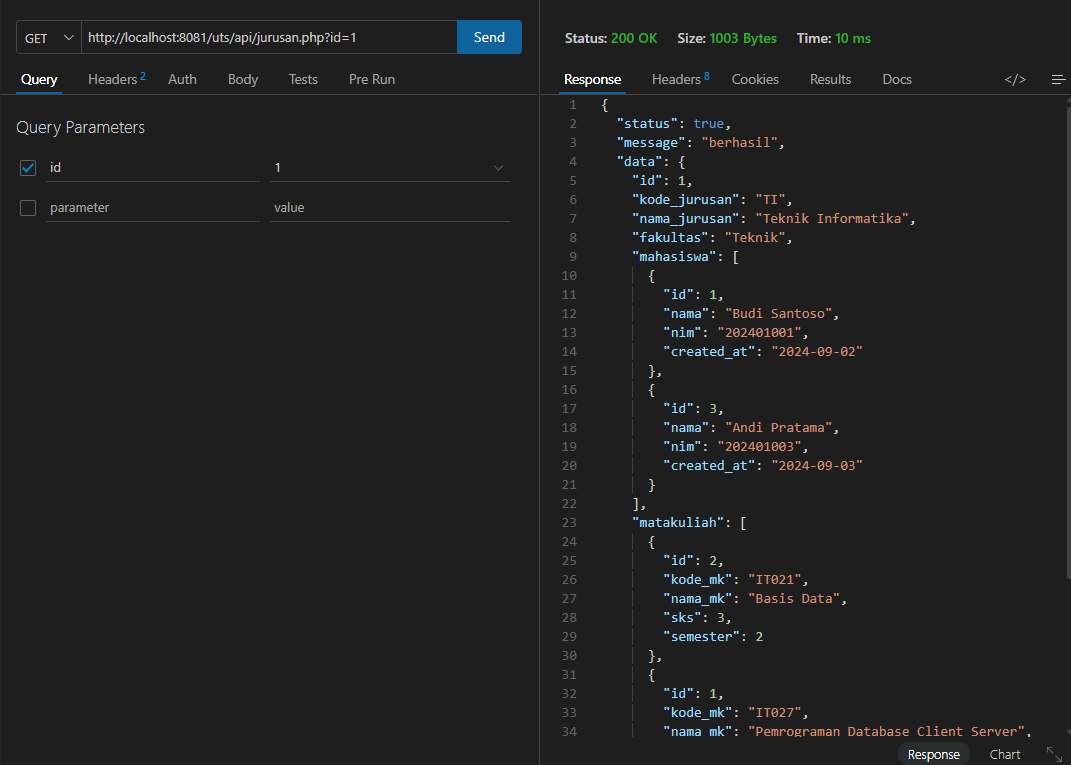 GET http://localhost:8081/uts/api/jurusan.php?id=1 Send
Query Headers 2 Auth Body Tests Pre Run
Query Parameters
id 1
parameter value
Status: 200 OK Size: 1003 Bytes Time: 10 ms
Response Headers 8 Cookies Results Docs </>
1 {
2 "status": true,
3 "message": "berhasil",
4 "data": {
5 "id": 1,
6 "kode_jurusan": "TI",
7 "nama_jurusan": "Teknik Informatika",
8 "fakultas": "Teknik",
9 "mahasiswa": [
10 {
11 "id": 1,
12 "nama": "Budi Santoso",
13 "nim": "202401001",
14 "created_at": "2024-09-02"
15 },
16 {
17 "id": 3,
18 "nama": "Andi Pratama",
19 "nim": "202401003",
20 "created_at": "2024-09-03"
21 }
22 ],
23 "matakuliah": [
24 {
25 "id": 2,
26 "kode_mk": "IT021",
27 "nama_mk": "Basis Data",
28 "sks": 3,
29 "semester": 2
30 },
31 {
32 "id": 1,
33 "kode_mk": "IT027",
34 "nama_mk": "Pemrograman Database Client Server",
Response Chart